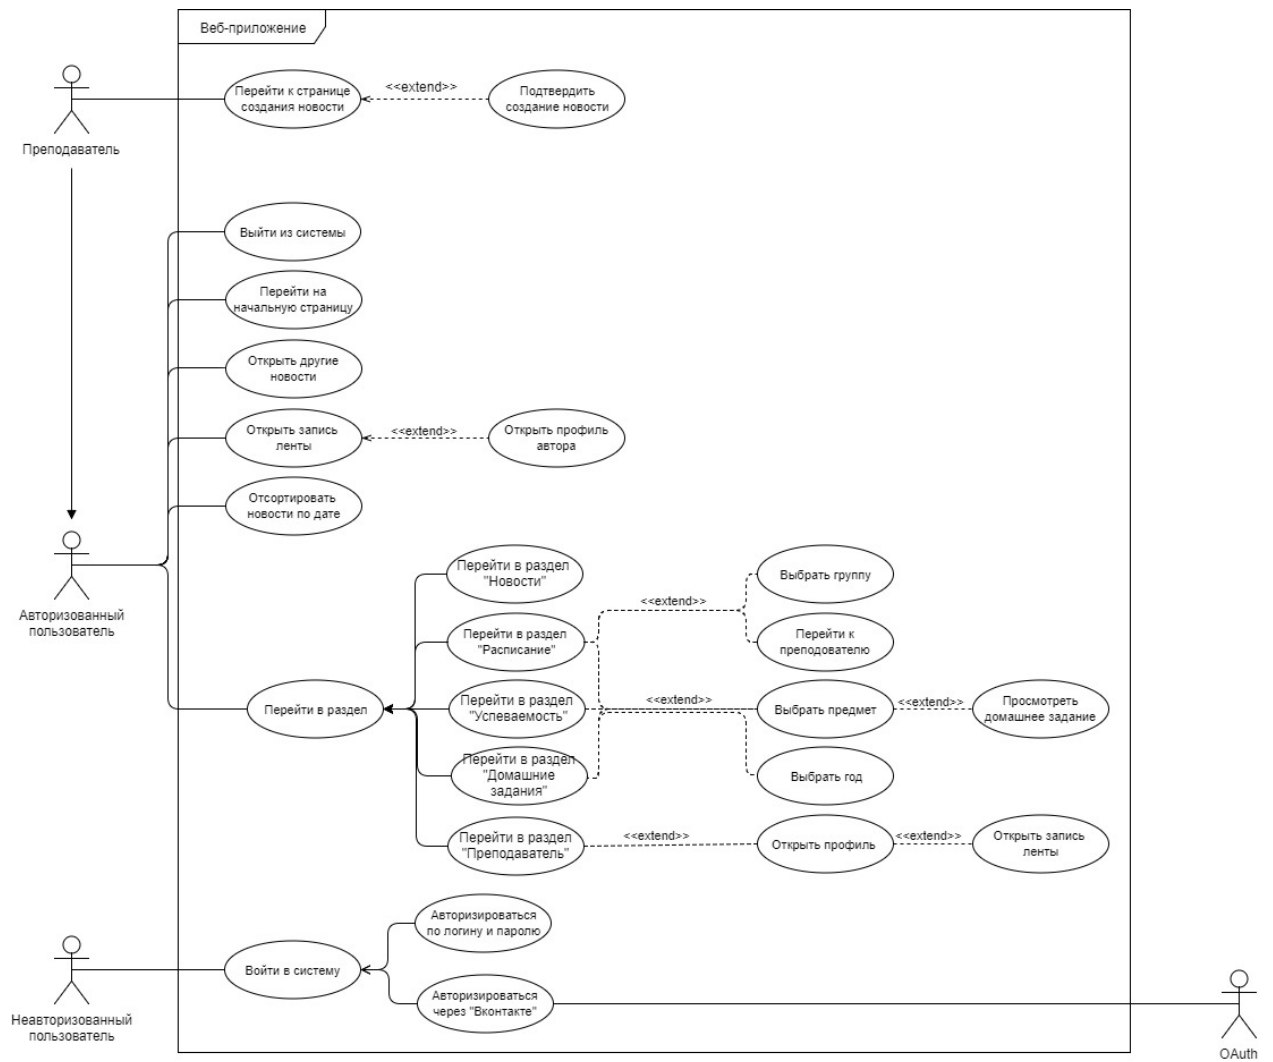 Веб-приложение
Перейти к странице
создания новости
<<extend>>
Подтвердить
создание новости
Преподаватель
Выйти из системы
Перейти на
начальную страницу
Открыть другие
новости
Открыть запись
ленты
<<extend>>
Открыть профиль
автора
Отсортировать
новости по дате
Авторизованный
пользователь
Перейти в раздел
"Новости"
Выбрать группу
<<extend>>
Перейти в раздел
"Расписание"
Перейти к
преподователю
Перейти в раздел
Перейти в раздел
"Успеваемость"
<<extend>>
Выбрать предмет
<<extend>>
Просмотреть
домашнее задание
Перейти в раздел
"Домашние
задания"
Выбрать год
Перейти в раздел
"Преподаватель"
<<extend>>
Открыть профиль
<<extend>>
Открыть запись
ленты
Авторизироваться
по логину и паролю
Войти в систему
Авторизироваться
через "Вконтакте"
Неавторизованный
пользователь
OAuth